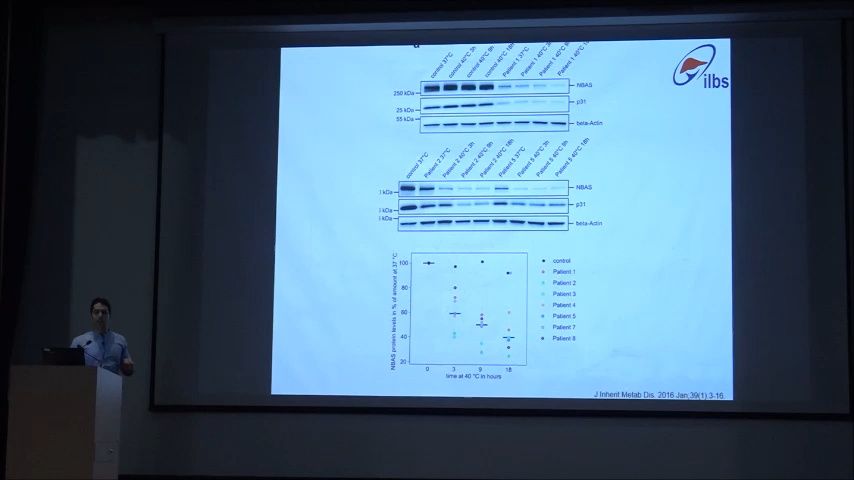 control 37°C
control 40°C 3h
control 40°C 9h
control 40°C 18h
Patient 1 37°C
Patient 1 40°C 3h
Patient 1 40°C
Patient 1 40°C
250 kDa
NBAS
25 kDa
p31
55 kDa
beta-Actin
ilbs
control 37°C
Patient 2 37°C
Patient 2 40°C 3h
Patient 2 40°C 9h
Patient 2 40°C 18h
Patient 5 37°C
Patient 5 40°C 3h
Patient 5 40°C 9h
Patient 5 40°C 18h
kDa
NBAS
kDa
p31
kDa
beta-Actin
NBAS protein levels in % of amount at 37 °C
100
80
60
40
20
0
3
9
18
time at 40 °C in hours
control
Patient 1
Patient 2
Patient 3
Patient 4
Patient 5
Patient 7
Patient 8
J Inherit Metab Dis. 2016 Jan;39(1):3-16.